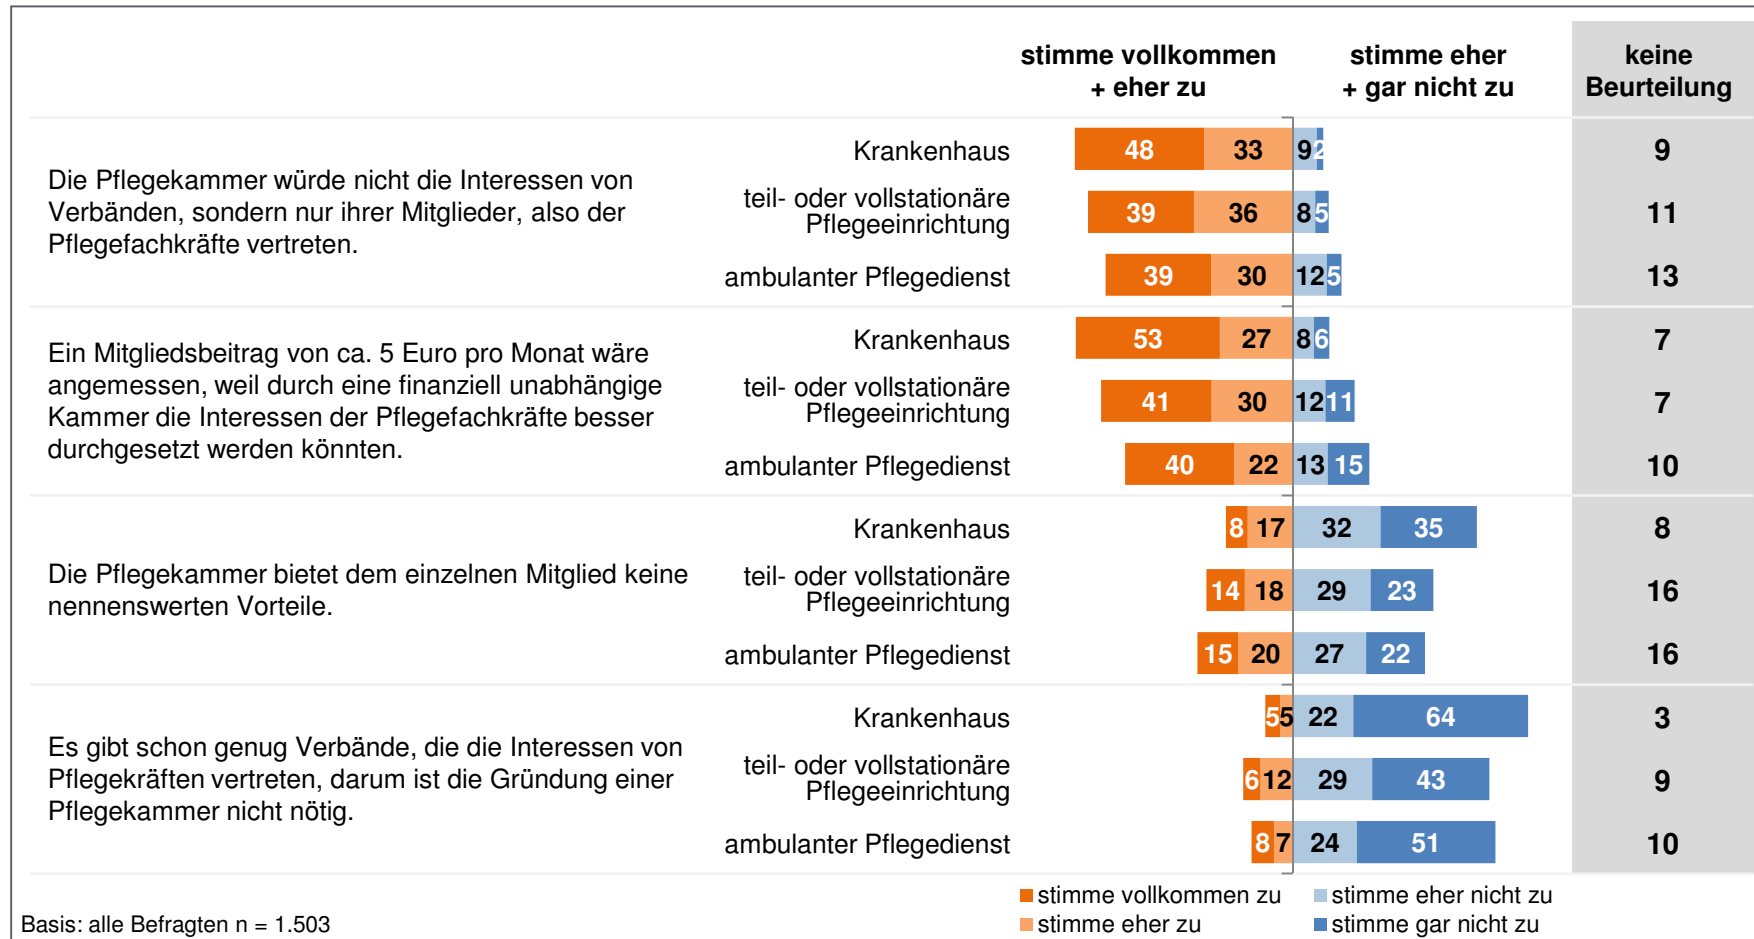 stimme vollkommen
+ eher zu
stimme eher
+ gar nicht zu
keine
Beurteilung
Die Pflegekammer würde nicht die Interessen von
Verbänden, sondern nur ihrer Mitglieder, also der
Pflegefachkräfte vertreten.
Krankenhaus 48 33 9 2 9
teil- oder vollstationäre
Pflegeeinrichtung 39 36 8 5 11
ambulanter Pflegedienst 39 30 12 5 13
Ein Mitgliedsbeitrag von ca. 5 Euro pro Monat wäre
angemessen, weil durch eine finanziell unabhängige
Kammer die Interessen der Pflegefachkräfte besser
durchgesetzt werden könnten.
Krankenhaus 53 27 8 6 7
teil- oder vollstationäre
Pflegeeinrichtung 41 30 12 11 7
ambulanter Pflegedienst 40 22 13 15 10
Die Pflegekammer bietet dem einzelnen Mitglied keine
nennenswerten Vorteile.
Krankenhaus 8 17 32 35 8
teil- oder vollstationäre
Pflegeeinrichtung 14 18 29 23 16
ambulanter Pflegedienst 15 20 27 22 16
Es gibt schon genug Verbände, die die Interessen von
Pflegekräften vertreten, darum ist die Gründung einer
Pflegekammer nicht nötig.
Krankenhaus 5 5 22 64 3
teil- oder vollstationäre
Pflegeeinrichtung 6 12 29 43 9
ambulanter Pflegedienst 8 7 24 51 10
stimme vollkommen zu
stimme eher zu
stimme eher nicht zu
stimme gar nicht zu
Basis: alle Befragten n = 1.503